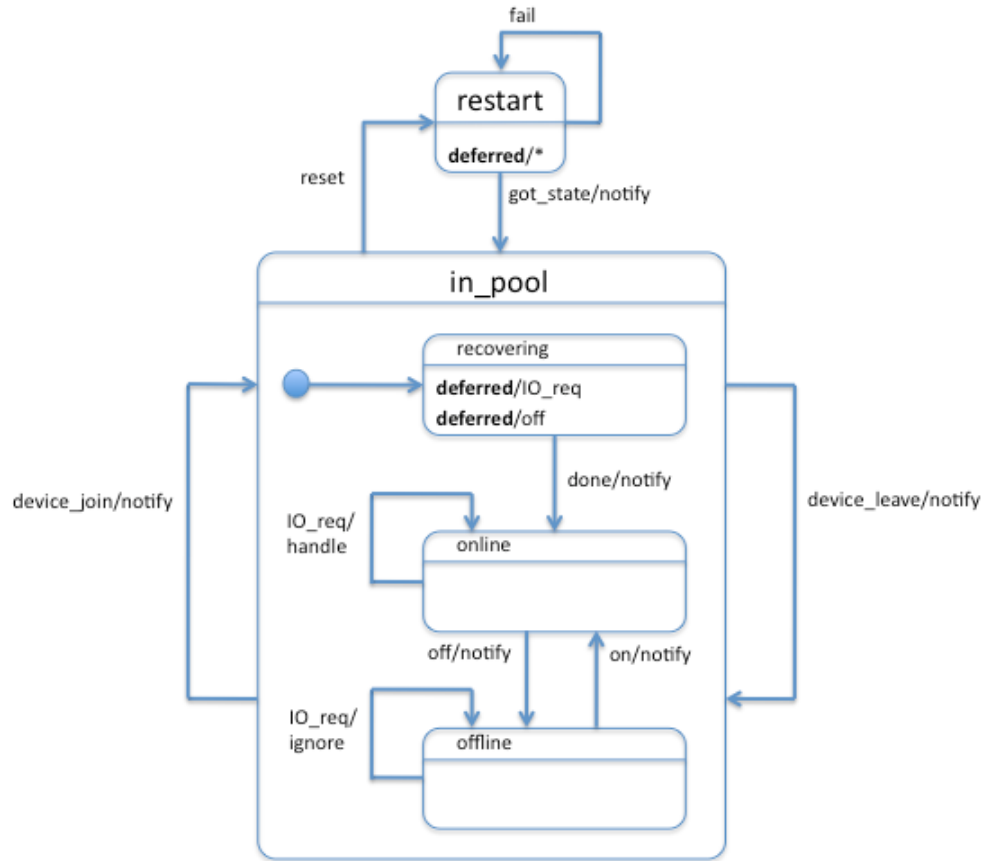 fail
restart
deferred/*
reset
got_state/notify
in_pool
recovering
deferred/IO_req
deferred/off
done/notify
device_join/notify
device_leave/notify
IO_req/
handle
online
off/notify
on/notify
IO_req/
ignore
offline